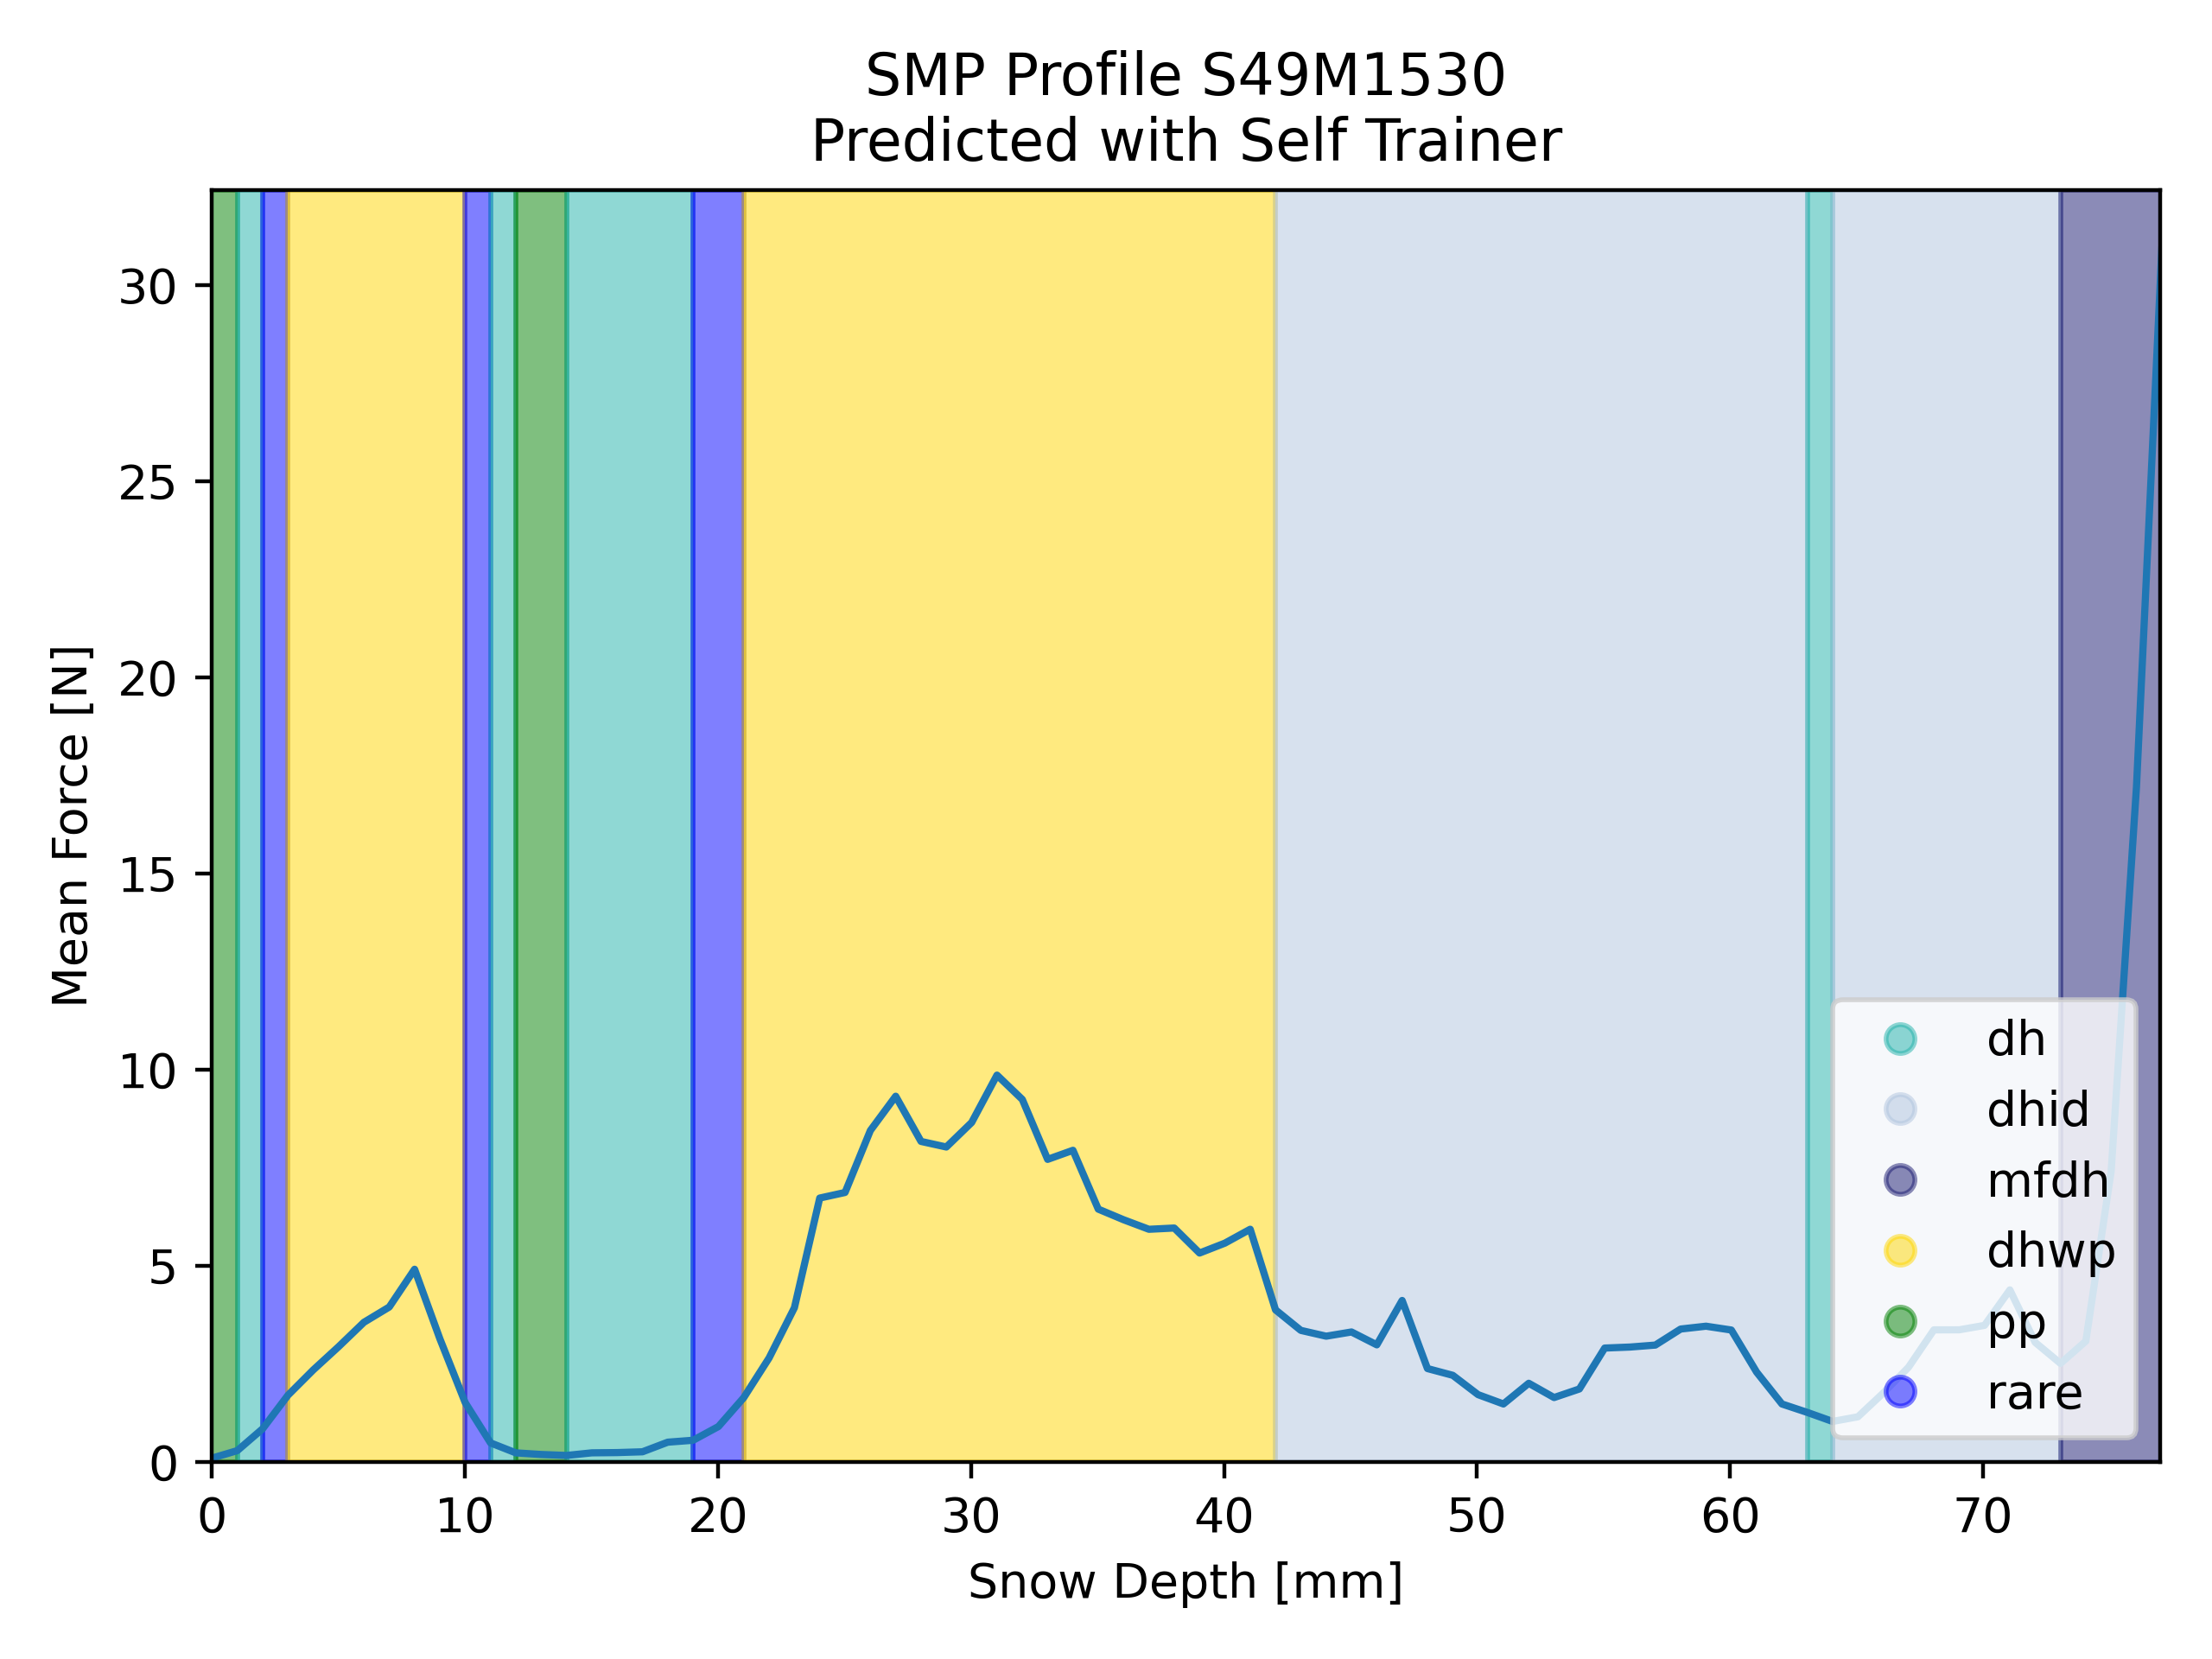 SMP Profile S49M1530
Predicted with Self Trainer
Mean Force [N]
30
25
20
15
10
5
0
0 10 20 30 40 50 60 70
Snow Depth [mm]
dh
dhid
mfdh
dhwp
pp
rare